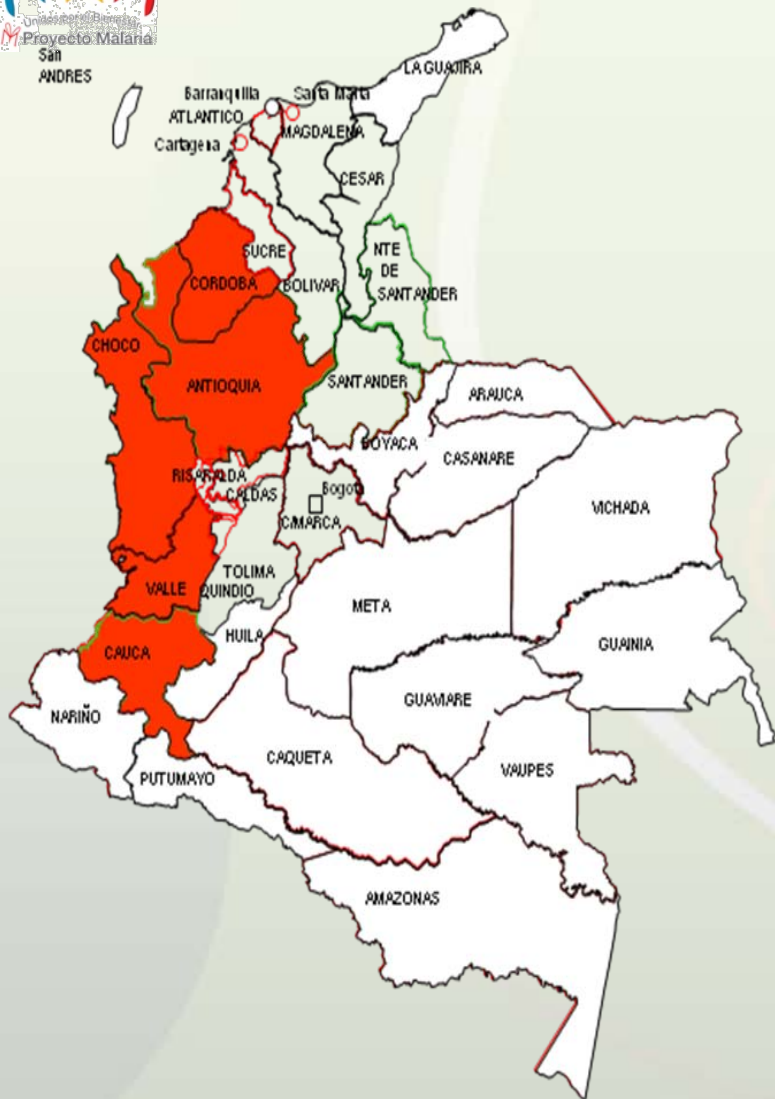 Proyecto Malaria
San
ANDRES
LA GUAJIRA
Barranquilla
Santa Marta
ATLANTICO
MAGDALENA
Cartagena
CESAR
SUCRE
NTE
DE
SANTANDER
CORDOBA
BOLIVAR
CHOCO
ANTIOQUIA
SANTANDER
ARAUCA
BOYACA
CASANARE
RISARALDA
CALDAS
Bogota
C/MARCA
VICHADA
TOLIMA
VALLE
QUINDIO
META
HUILA
GUAINIA
CAUCA
GUAVIARE
NARIÑO
CAQUETA
VAUPES
PUTUMAYO
AMAZONAS